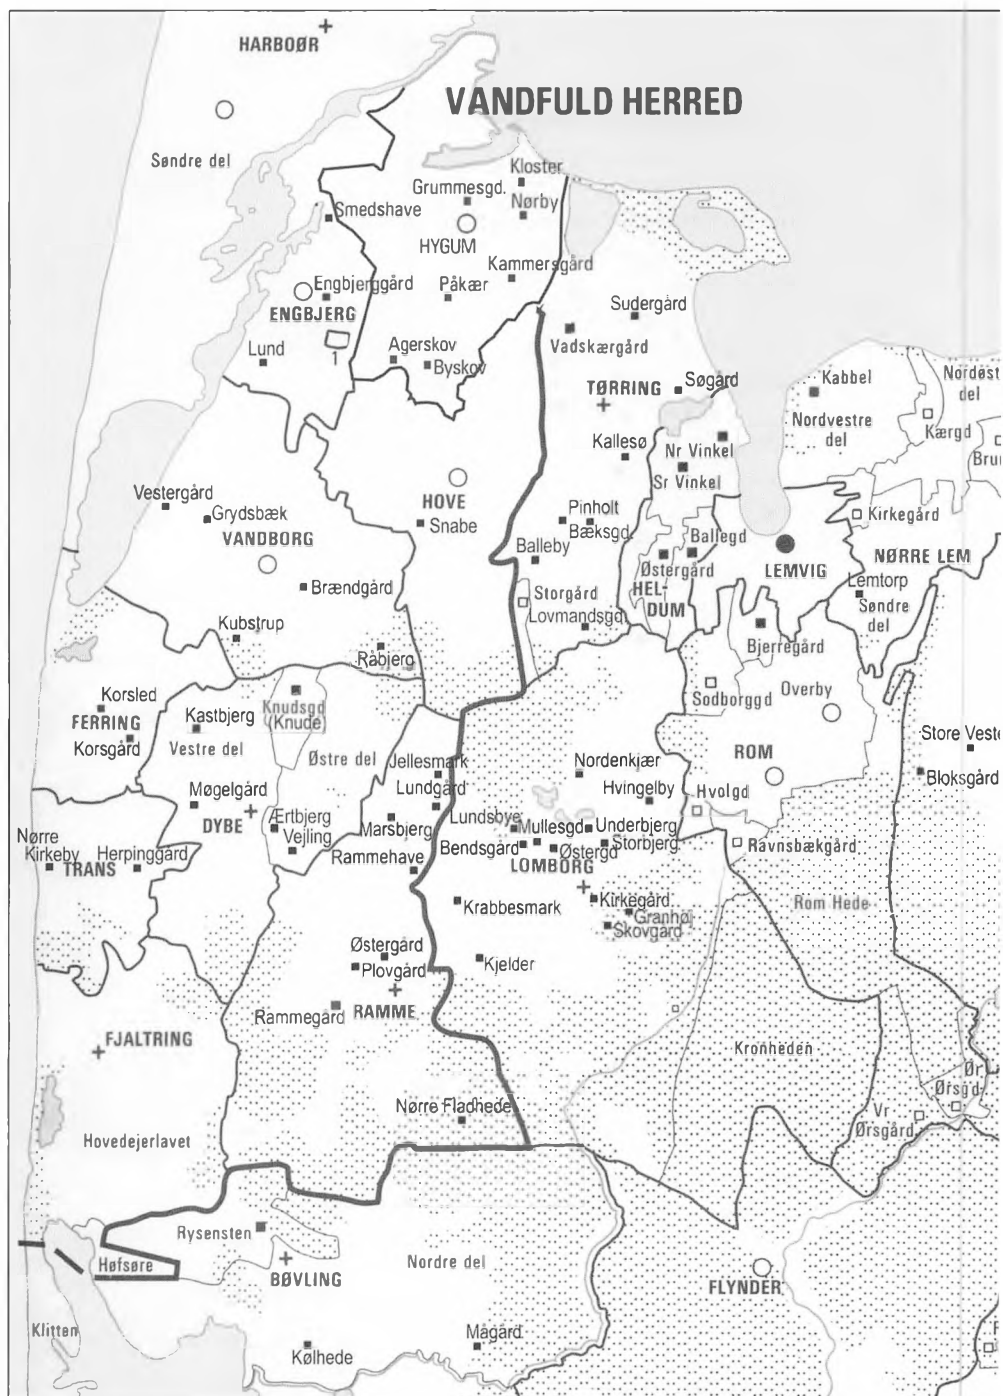 HARBOØR
VANDFULD HERRED
Søndre del
Kloster
Grummesgd.
Nørby
Smedshave
HYGUM
Kammersgård
Engbjerggård
Påkær
ENGBJERG
Sudergård
1
Vadskærgård
Lund
Agerskov
Byskov
Kabbel
Nordøst
del
TØRRING
Søgård
Nordvestre
del
Kærgd
Kallesø
Nr Vinkel
Sr Vinkel
Vestergård
HOVE
Grydsbæk
Snabe
Pinholt
Bæksgd.
Kirkegård
VANDBORG
Ballegd
Balleby
Østergård
LEMVIG
NØRRE LEM
Brændgård
HEL-
DUM
Storgård
Lovmandsgd.
Lemtorp
Søndre
del
Kubstrup
Råbjerg
Bjerregård
Korsled
Knudsgd
(Knude)
Sodborggd
Overby
FERRING
Kastbjerg
Korsgård
Vestre del
Østre del
ROM
Store Veste
Jellesmark
Nordenkjær
Bloksgård
Møgelgård
Lundgård
Hvingelby
Hvolgd
DYBE
Ærtbjerg
Marsbjerg
Lundsbye
Mullesgd
Underbjerg
Vejling
Bendsgård
Storbjerg
Ravnsbækgård
Nørre
Kirkeby
TRANS
Herpinggård
Rammehave
LOMBORG
Østergd
Krabbesmark
Kirkegård
Granhøj
Skovgård
Rom Hede
Østergård
Plovgård
Kjelder
Rammegård
RAMME
FJALTRING
Kronheden
Ør
Ørsgd
Nørre Fladhede
Vr
Ørsgård
Hovedejerlavet
Rysensten
Høfsøre
BØVLING
Nordre del
FLYNDER
Klitten
Kølhede
Mågård